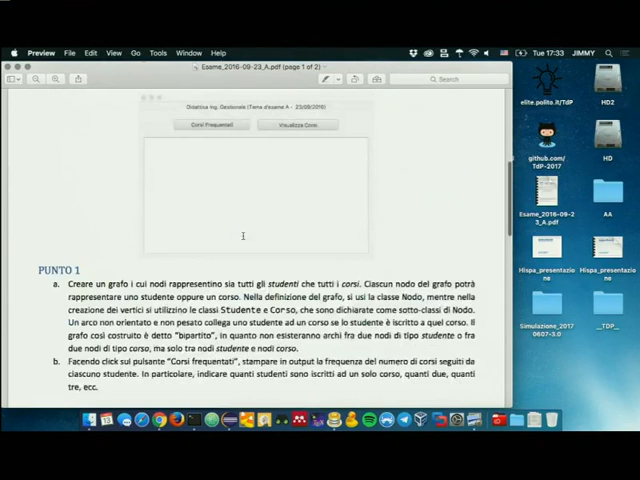 Preview File Edit View Go Tools Window Help
Tue 17:33 JIMMY
Esame_2016-09-23_A.pdf (page 1 of 2)
Search
Didattica Ing. Gestionale (Tema d'esame A - 23/09/2016)
Corsi Frequentati Visualizza Corsi
PUNTO 1
a. Creare un grafo i cui nodi rappresentino sia tutti gli studenti che tutti i corsi. Ciascun nodo del grafo potrà
rappresentare uno studente oppure un corso. Nella definizione del grafo, si usi la classe Nodo, mentre nella
creazione dei vertici si utilizzino le classi Studente e Corso, che sono dichiarate come sotto-classi di Nodo.
Un arco non orientato e non pesato collega uno studente ad un corso se lo studente è iscritto a quel corso. Il
grafo così costruito è detto "bipartito", in quanto non esisteranno archi fra due nodi di tipo studente o fra
due nodi di tipo corso, ma solo tra nodi studente e nodi corso.
b. Facendo click sul pulsante "Corsi frequentati", stampare in output la frequenza del numero di corsi seguiti da
ciascuno studente. In particolare, indicare quanti studenti sono iscritti ad un solo corso, quanti due, quanti
tre, ecc.
elite.polito.it/TdP
HD2
github.com/
TdP-2017
HD
Esame_2016-09-2
3_A.pdf
AA
Hispa_presentazio
ne
Hispa_presentazio
ne
Simulazione_2017
0607-3.0
__TDP__